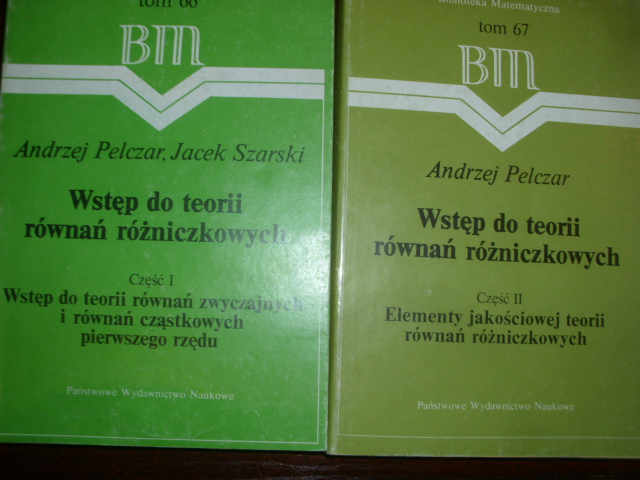 tom 66
BM
Andrzej Pelczar, Jacek Szarski
Wstęp do teorii
równań różniczkowych
Część I
Wstęp do teorii równań zwyczajnych
i równań cząstkowych
pierwszego rzędu
Państwowe Wydawnictwo Naukowe
Biblioteka Matematyczna
tom 67
BM
Andrzej Pelczar
Wstęp do teorii
równań różniczkowych
Część II
Elementy jakościowej teorii
równań różniczkowych
Państwowe Wydawnictwo Naukowe